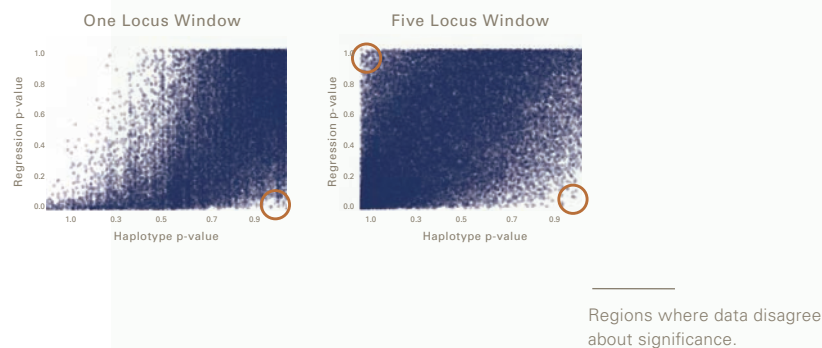 One Locus Window
Five Locus Window
Regression p-value
1.0
0.8
0.6
0.4
0.2
0.0
1.0 0.3 0.5 0.7 0.9
Haplotype p-value
Regression p-value
1.0
0.8
0.6
0.4
0.2
0.0
1.0 0.3 0.5 0.7 0.9
Haplotype p-value
Regions where data disagree
about significance.